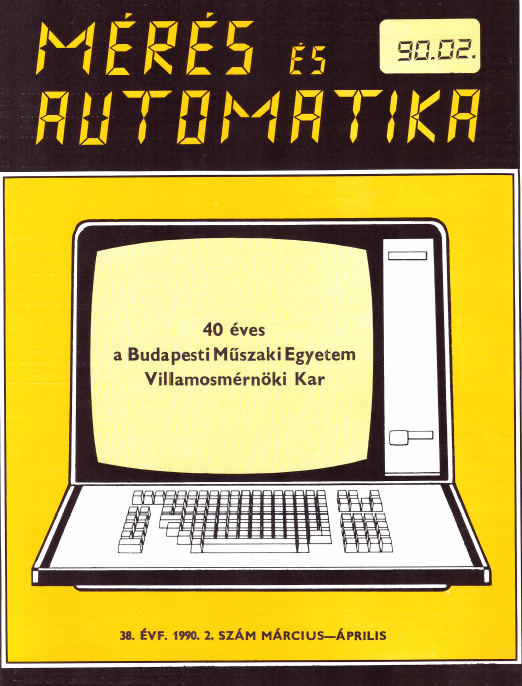 MÉRÉS ÉS
90.02.
AUTOMATIKA
40 éves
a Budapesti Műszaki Egyetem
Villamosmérnöki Kar
38. ÉVF. 1990. 2. SZÁM MÁRCIUS—ÁPRILIS